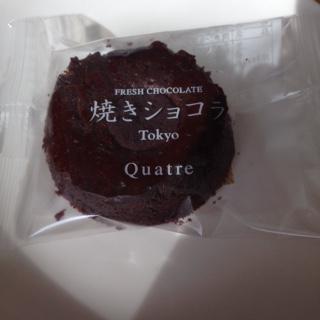 FRESH CHOCOLATE
焼きショコラ
Tokyo
Quatre